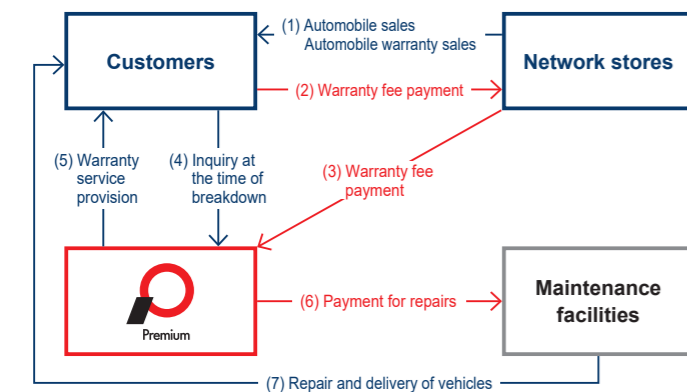 (1) Automobile sales
Automobile warranty sales
Customers
Network stores
(2) Warranty fee payment
(5) Warranty
service
provision
(4) Inquiry at
the time of
breakdown
(3) Warranty fee
payment
Premium
(6) Payment for repairs
Maintenance
facilities
(7) Repair and delivery of vehicles